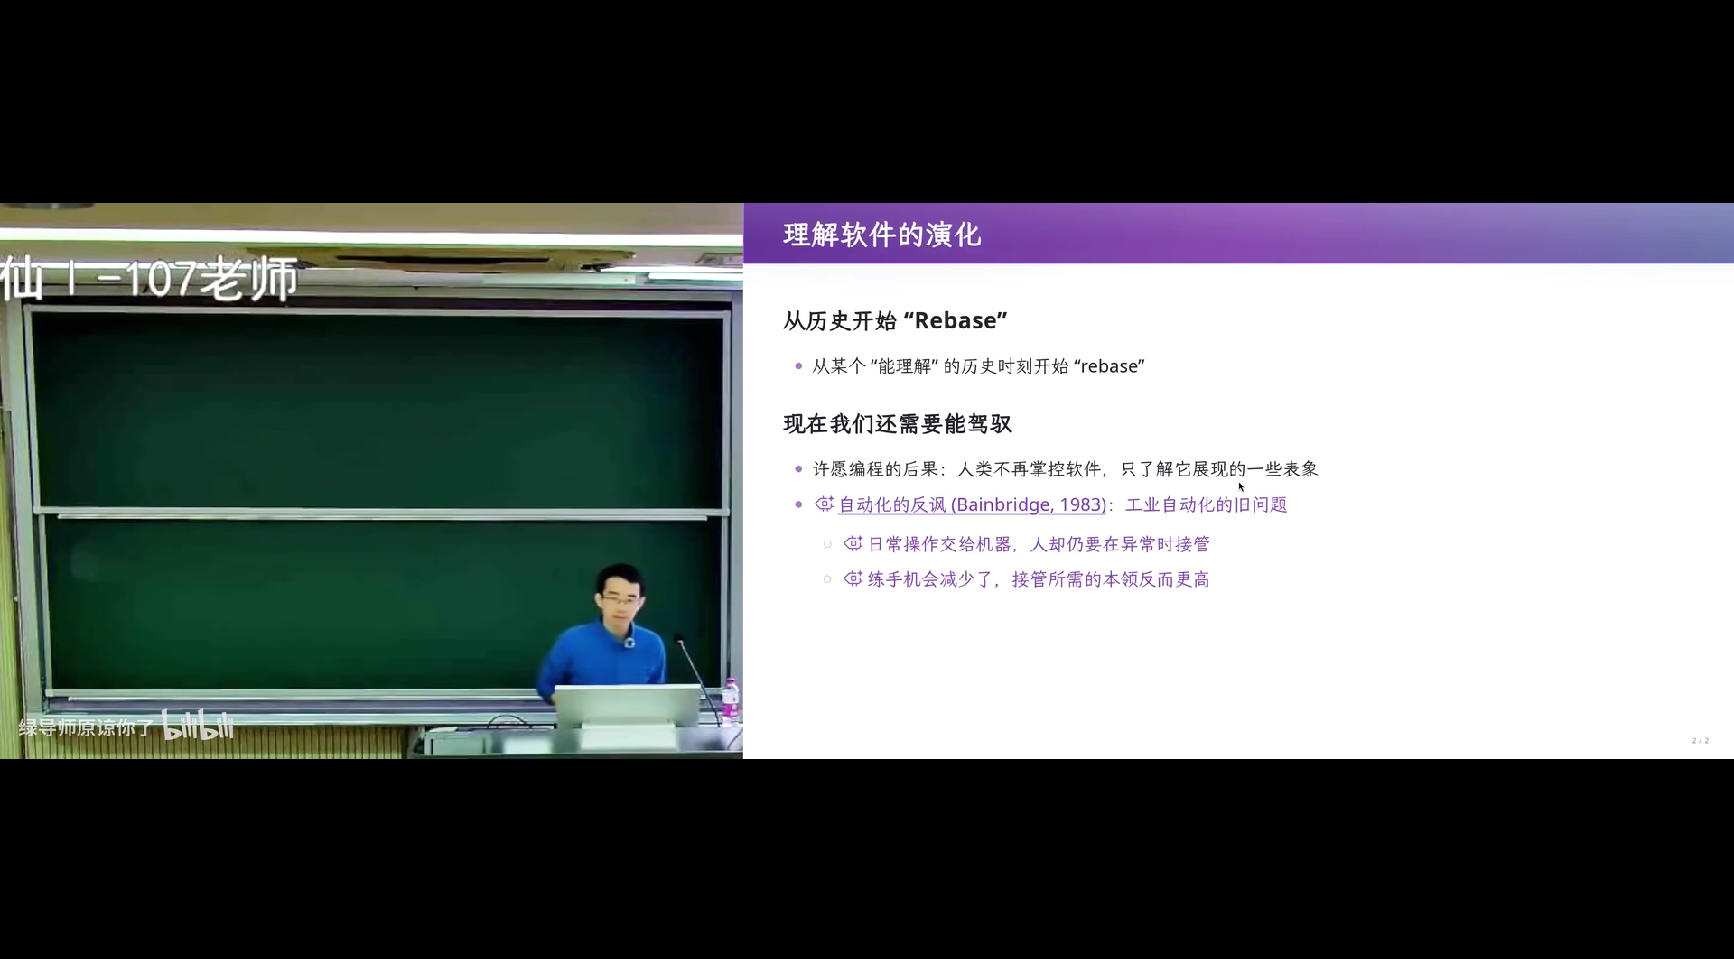 仙 | -107老师
绿导师原谅你了 bilibili
理解软件的演化
从历史开始 “Rebase”
从某个 “能理解” 的历史时刻开始 “rebase”
现在我们还需要能驾驭
许愿编程的后果：人类不再掌控软件，只了解它展现的一些表象
自动化的反讽 (Bainbridge, 1983)：工业自动化的旧问题
日常操作交给机器，人却仍要在异常时接管
练手机会减少了，接管所需的本领反而更高
2 / 2